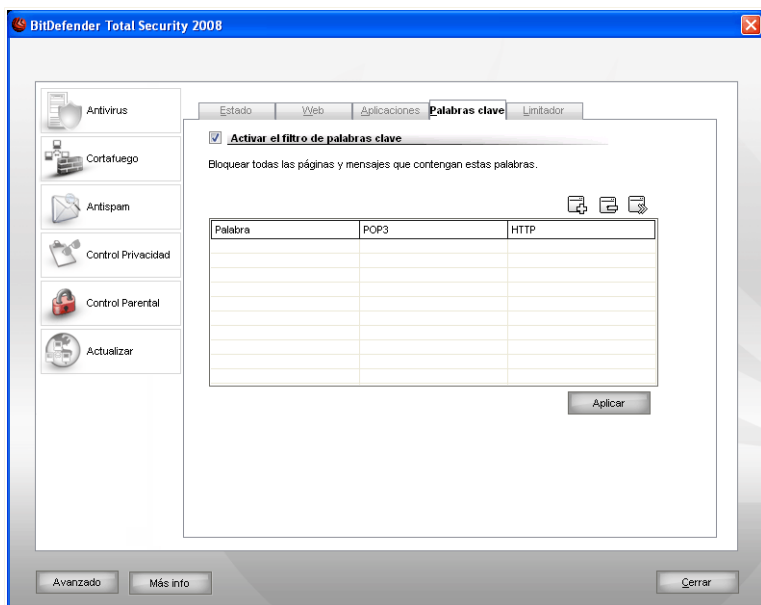 BitDefender Total Security 2008
Antivirus
Cortafuego
Antispam
Control Privacidad
Control Parental
Actualizar
Estado Web Aplicaciones Palabras clave Limitador
Activar el filtro de palabras clave
Bloquear todas las páginas y mensajes que contengan estas palabras.
Palabra POP3 HTTP
Aplicar
Avanzado Más info Cerrar